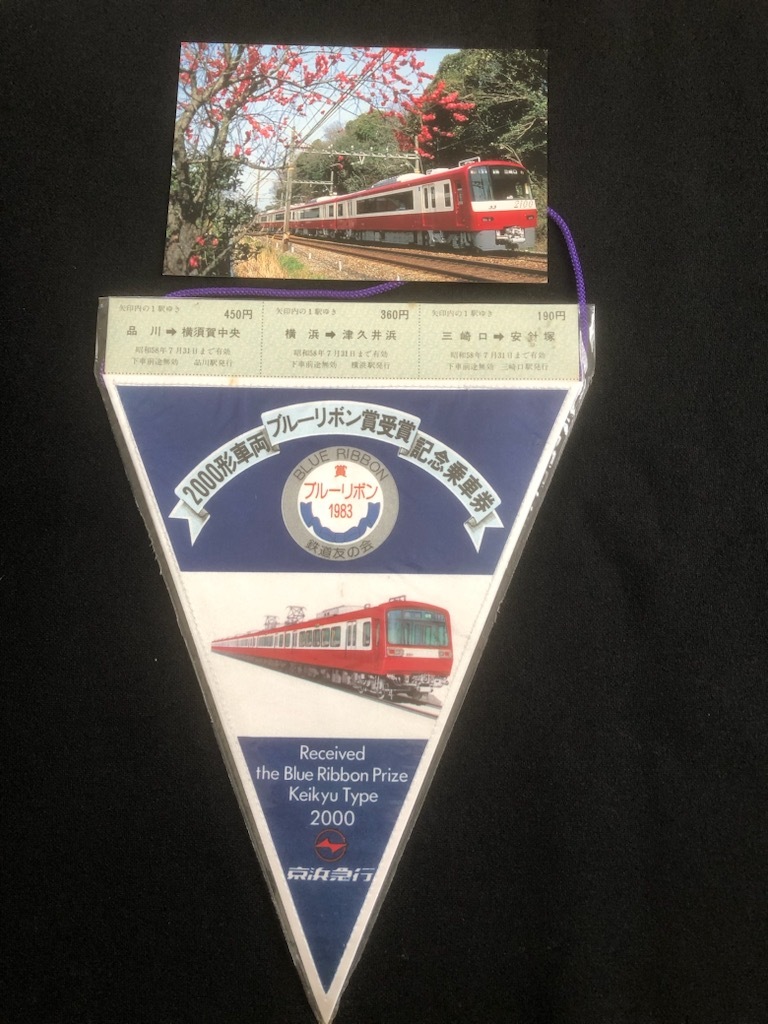 2100
矢印内の1駅ゆき 450円
品川➡横須賀中央
昭和58年7月31日まで有効
下車前途無効 品川駅発行
矢印内の1駅ゆき 360円
横浜➡津久井浜
昭和58年7月31日まで有効
下車前途無効 横浜駅発行
矢印内の1駅ゆき 190円
三崎口➡安針塚
昭和58年7月31日まで有効
下車前途無効 三崎口駅発行
2000形車両 ブルーリボン賞受賞 記念乗車券
BLUE RIBBON
賞
ブルーリボン
1983
鉄道友の会
Received
the Blue Ribbon Prize
Keikyu Type
2000
京浜急行